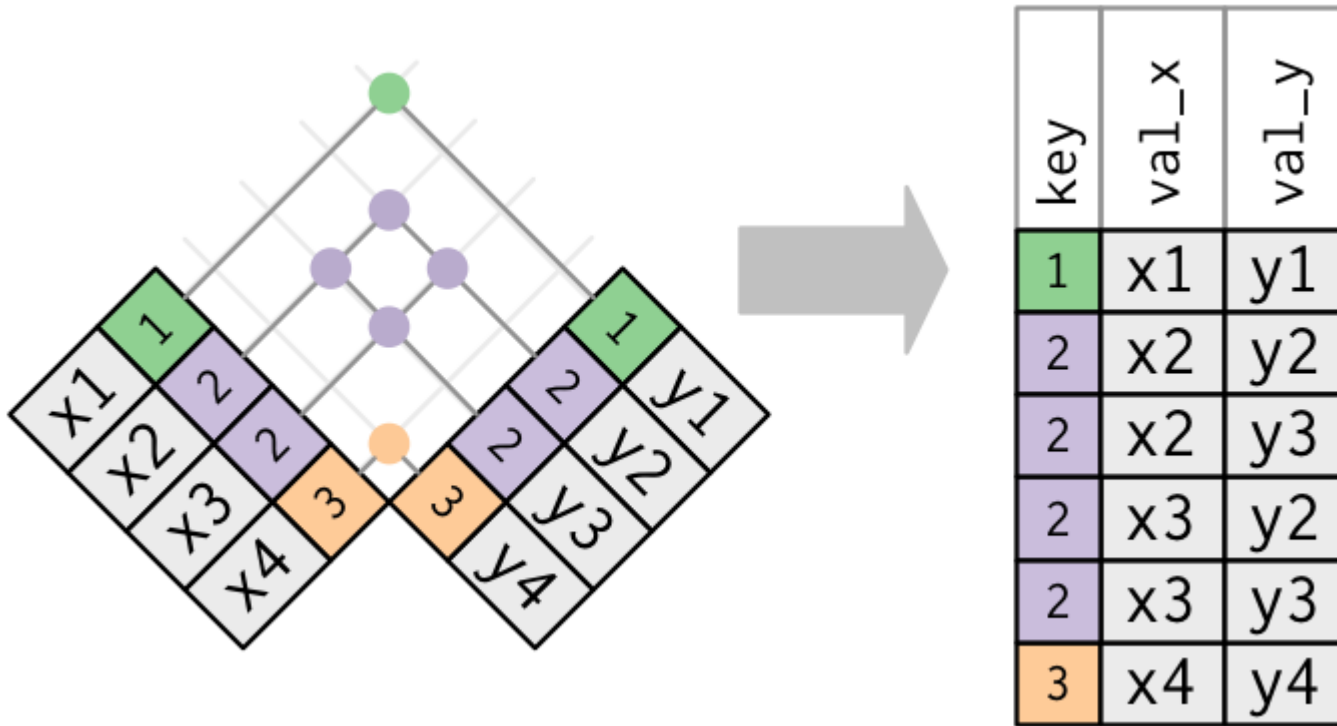 1 2 2 3
x1 x2 x3 x4
1 2 2 3
y1 y2 y3 y4
key val_x val_y
1 x1 y1
2 x2 y2
2 x2 y3
2 x3 y2
2 x3 y3
3 x4 y4